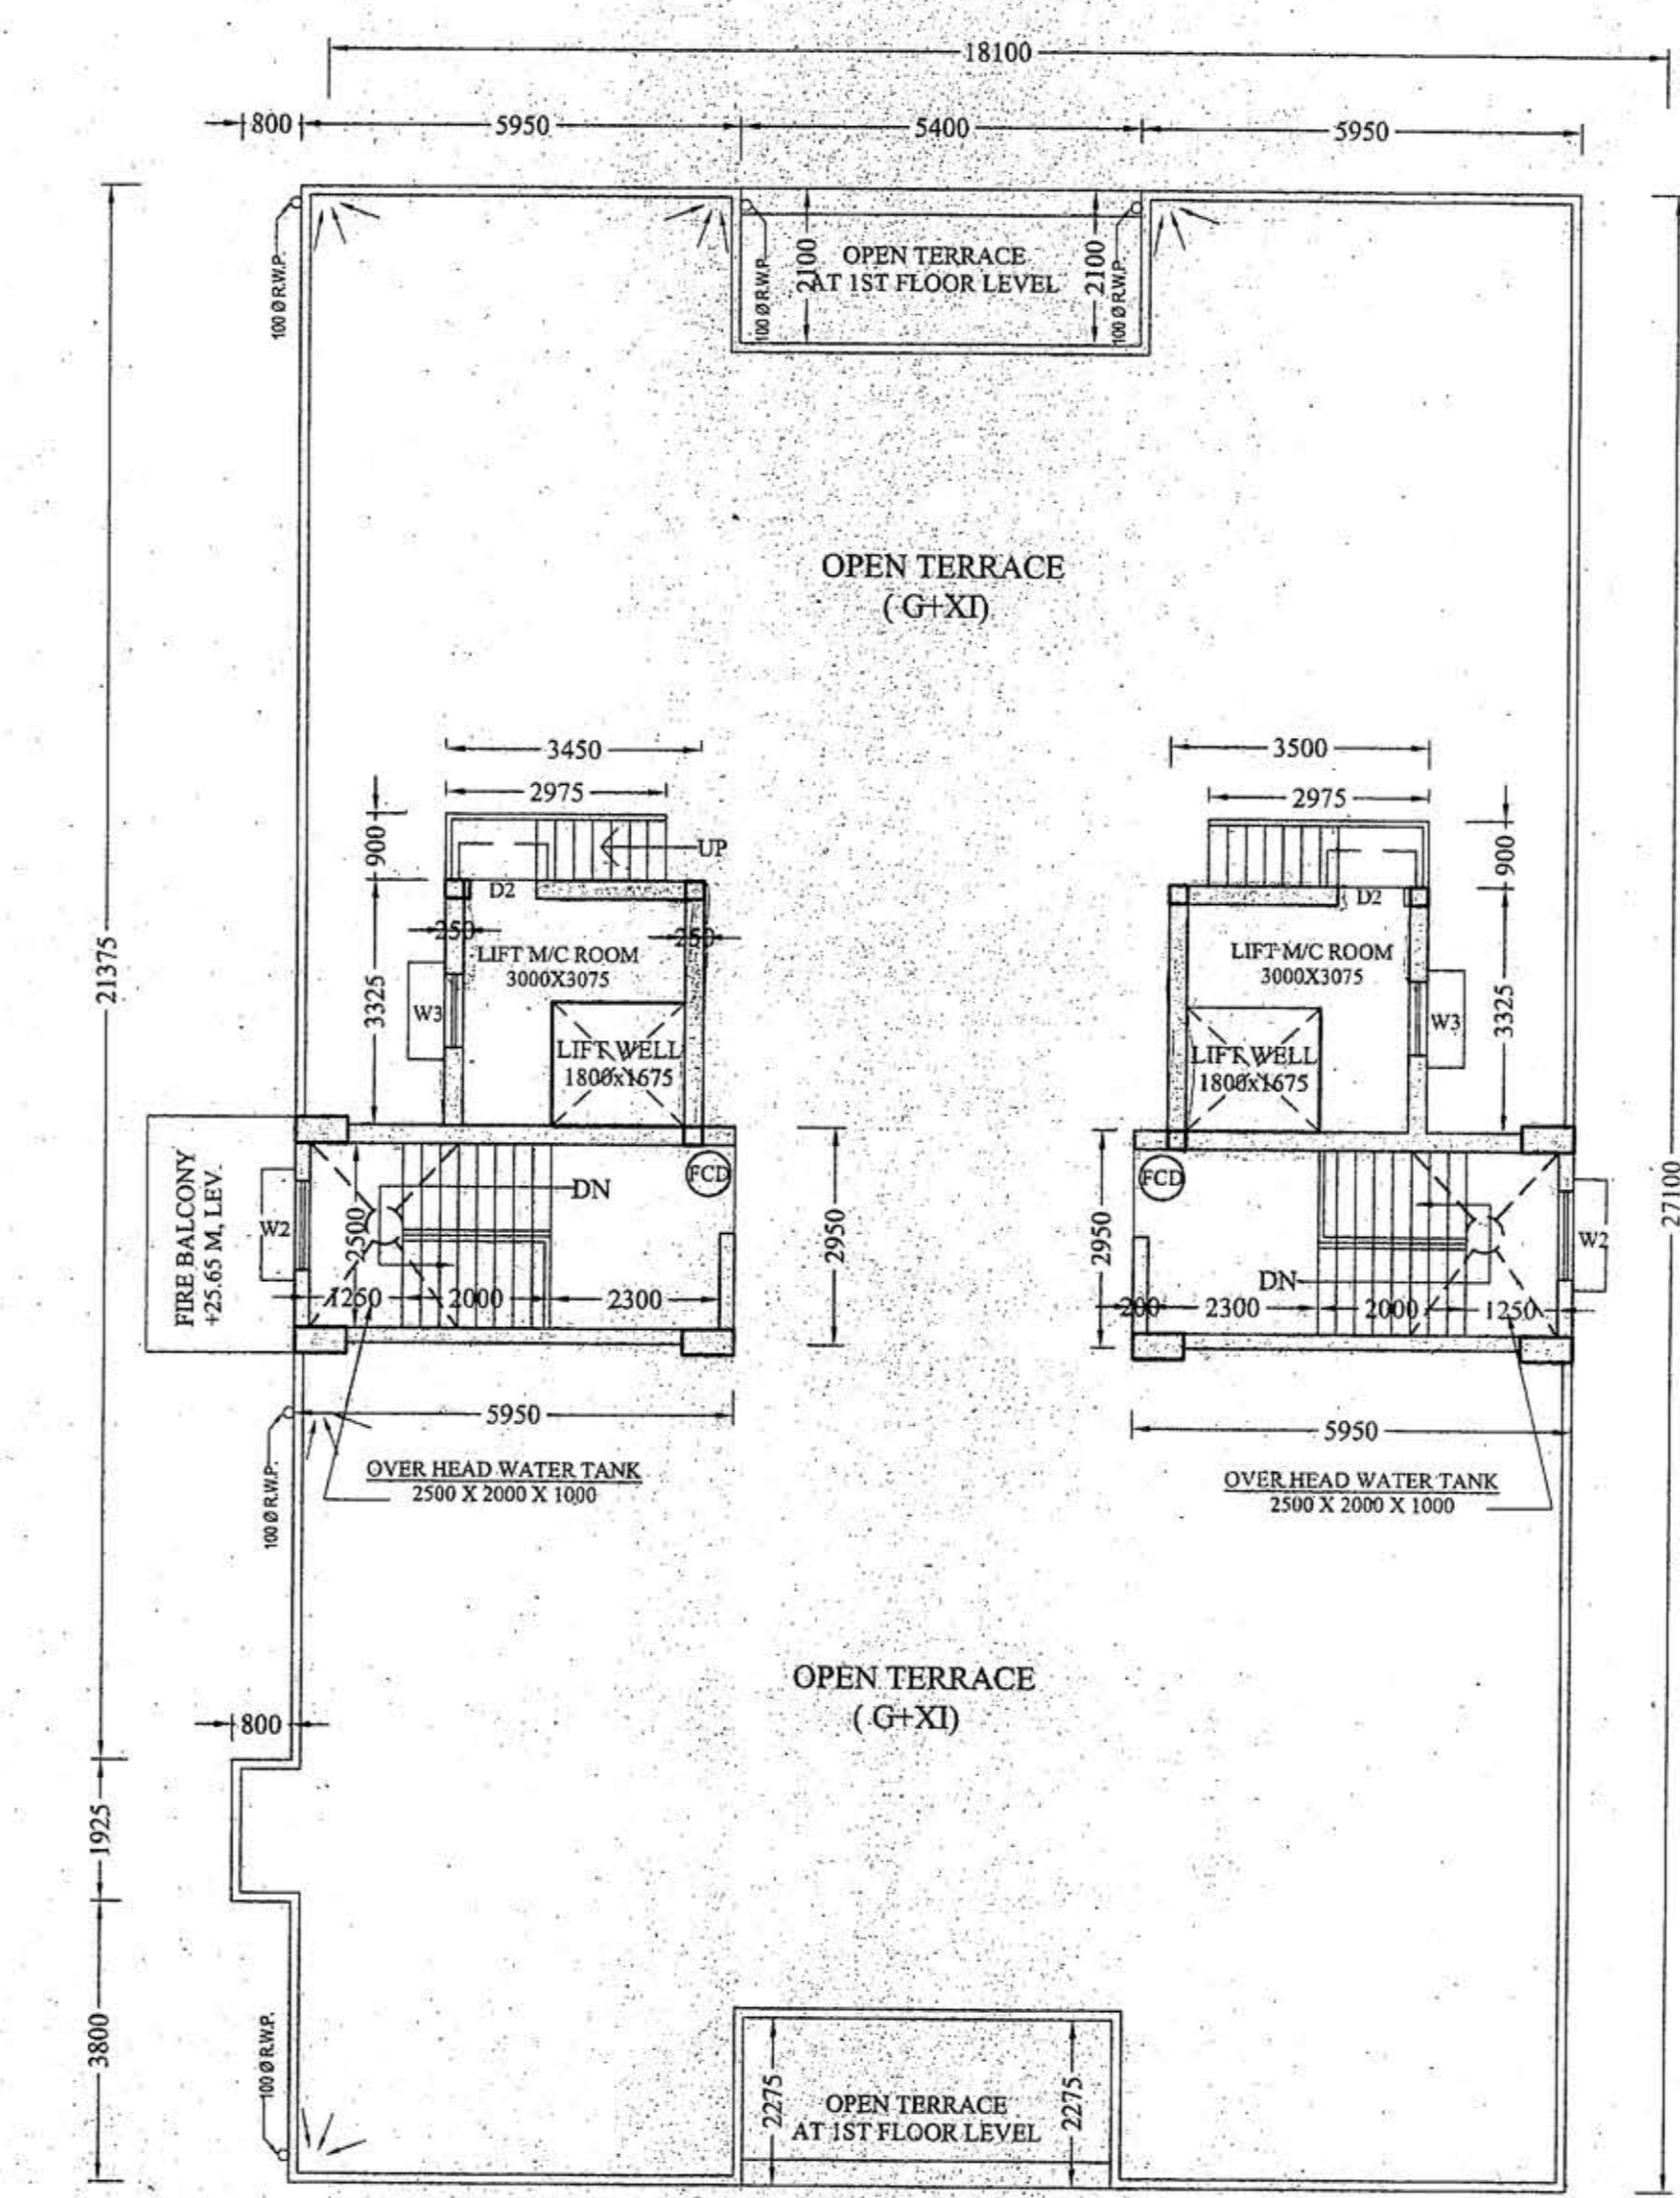 18100
800
5950
5400
5950
100 Ø R.W.P.
100 Ø R.W.P.
2100
OPEN TERRACE
AT 1ST FLOOR LEVEL
2100
100 Ø R.W.P.
OPEN TERRACE
( G+XI)
21375
27100
3450
2975
900
UP
D2
250
250
LIFT M/C ROOM
3000X3075
3325
W3
LIFT WELL
1800x1675
3500
2975
900
D2
LIFT M/C ROOM
3000X3075
3325
W3
LIFT WELL
1800x1675
FIRE BALCONY
+25.65 M, LEV.
W2
2500
DN
FCD
1250
2000
2300
2950
2950
FCD
DN
W2
200
2300
2000
1250
5950
5950
100 Ø R.W.P.
OVER HEAD WATER TANK
2500 X 2000 X 1000
OVER HEAD WATER TANK
2500 X 2000 X 1000
OPEN TERRACE
( G+XI)
800
1925
3800
100 Ø R.W.P.
2275
OPEN TERRACE
AT 1ST FLOOR LEVEL
2275